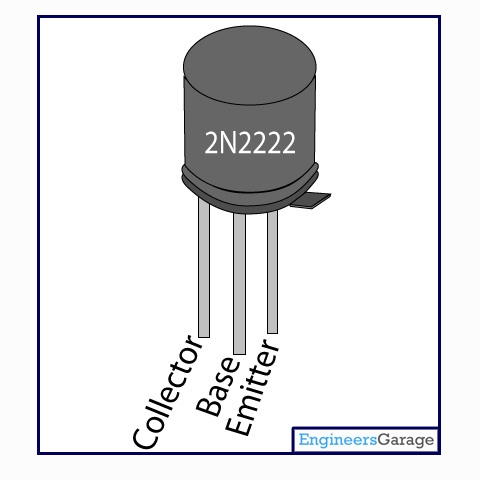 2N2222
Collector
Base
Emitter
EngineersGarage